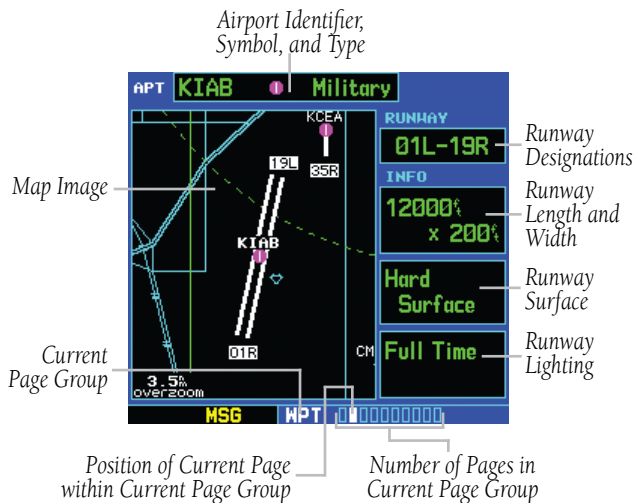 Airport Identifier,
Symbol, and Type
APT KIAB Military
KCEA
RUNWAY
01L-19R
Runway
Designations
19L
35R
INFO
12000ft
x 200ft
Runway
Length and
Width
Map Image
KIAB
Hard
Surface
Runway
Surface
01R
CM
Full Time
Runway
Lighting
Current
Page Group
3.5
overzoom
MSG WPT
Position of Current Page
within Current Page Group
Number of Pages in
Current Page Group